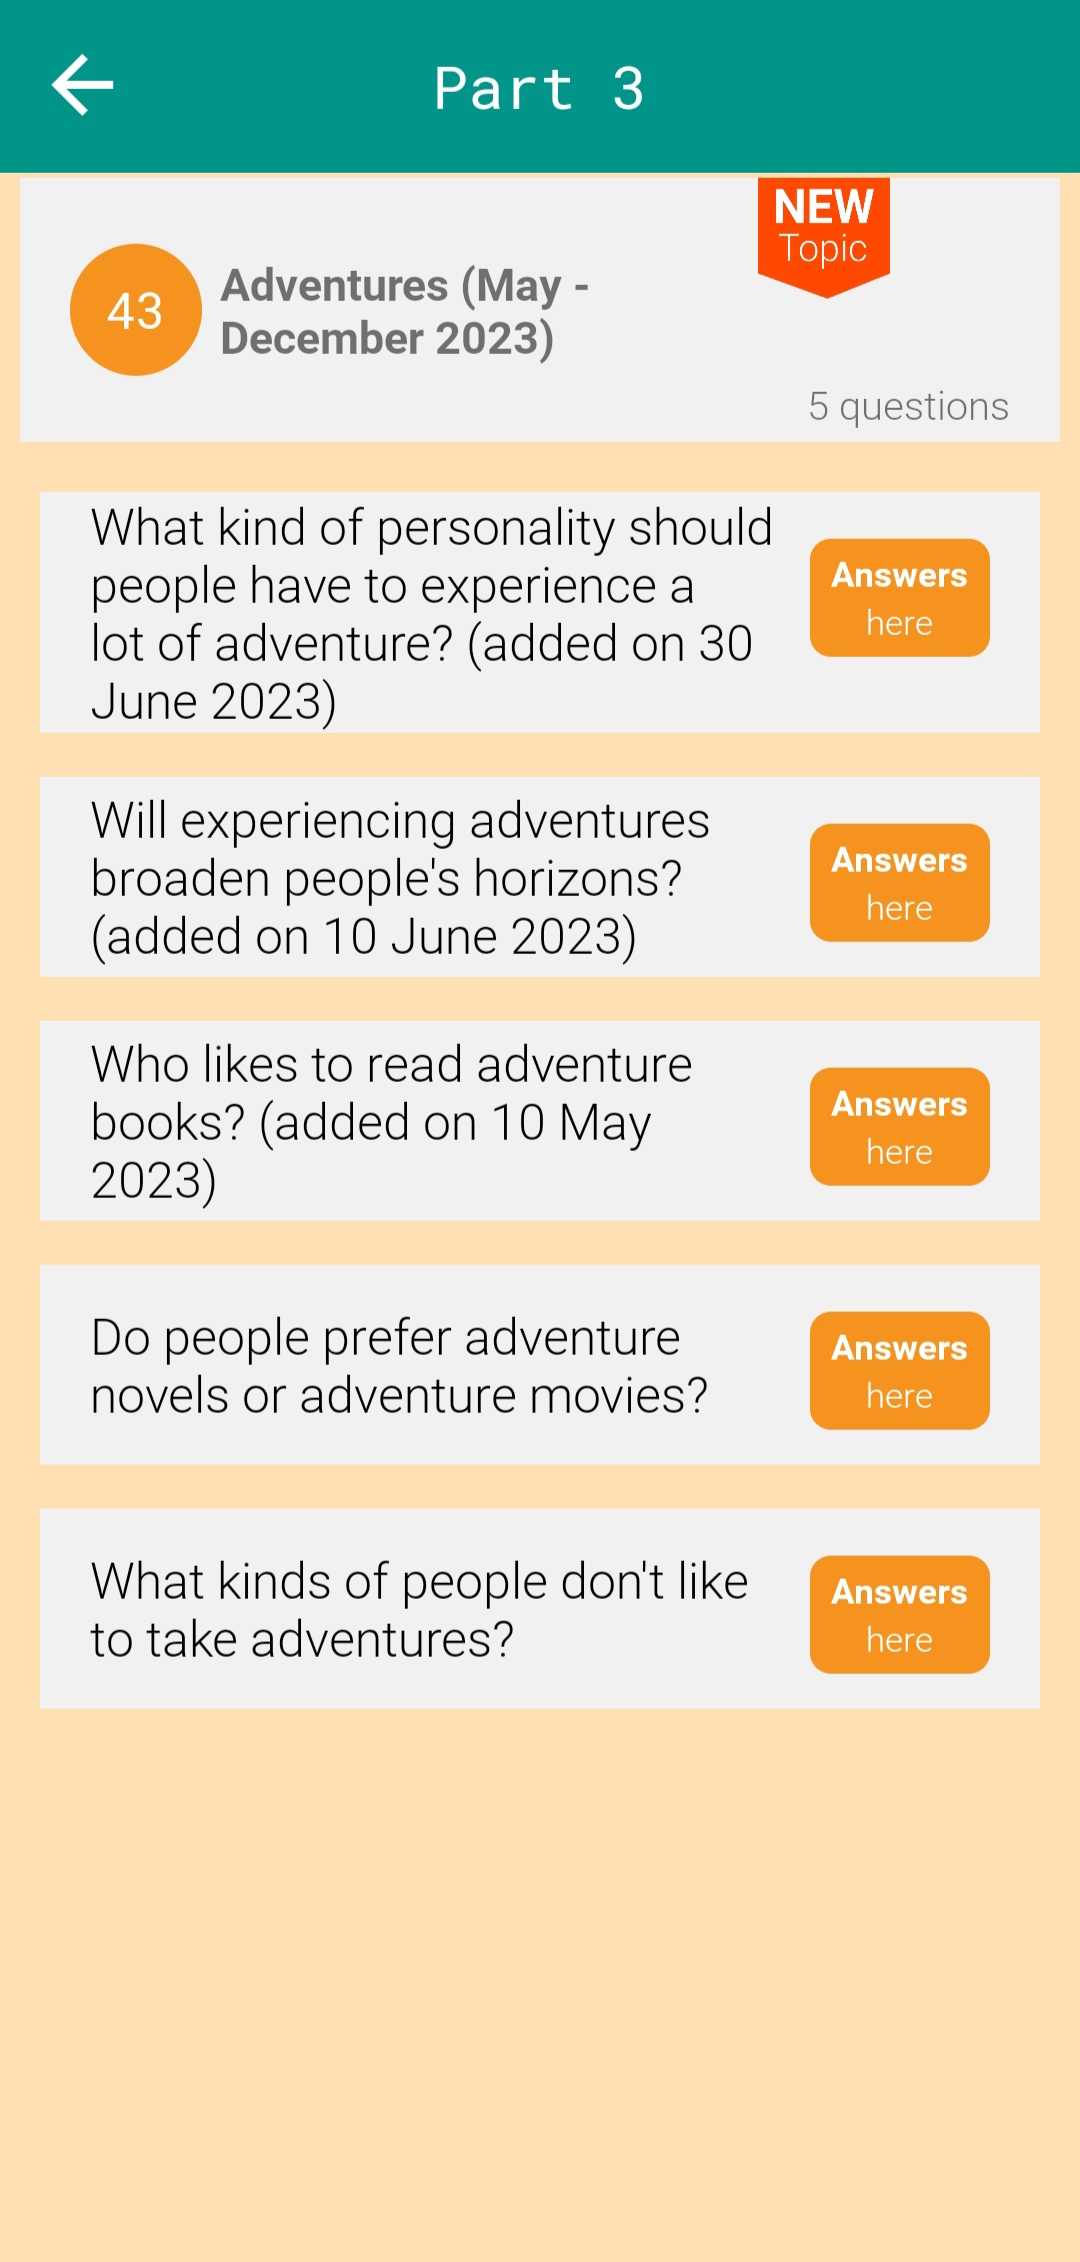 Part 3
NEW
Topic
43
Adventures (May -
December 2023)
5 questions
What kind of personality should
people have to experience a
lot of adventure? (added on 30
June 2023)
Answers
here
Will experiencing adventures
broaden people's horizons?
(added on 10 June 2023)
Answers
here
Who likes to read adventure
books? (added on 10 May
2023)
Answers
here
Do people prefer adventure
novels or adventure movies?
Answers
here
What kinds of people don't like
to take adventures?
Answers
here